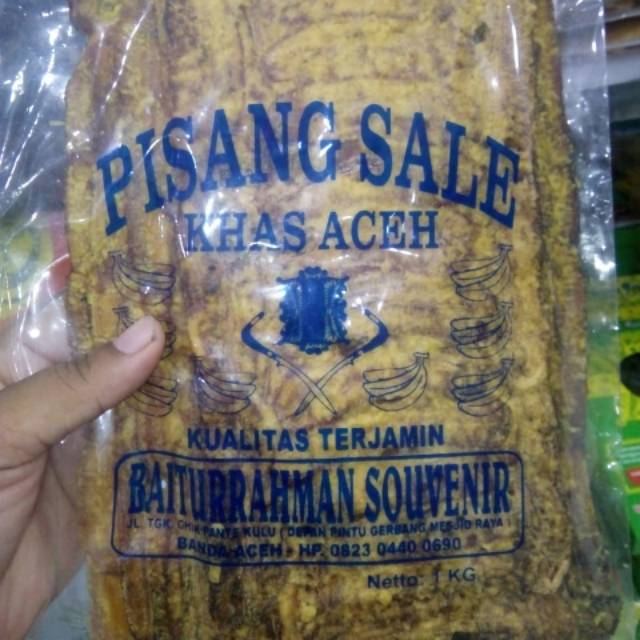 PISANG SALE
KHAS ACEH
KUALITAS TERJAMIN
BAITURRAHMAN SOUVENIR
JL. TGK. CHIK PANTE KULU ( DEPAN PINTU GERBANG MESJID RAYA )
BANDA ACEH - HP. 0823 0440 0690
Netto: 1 KG